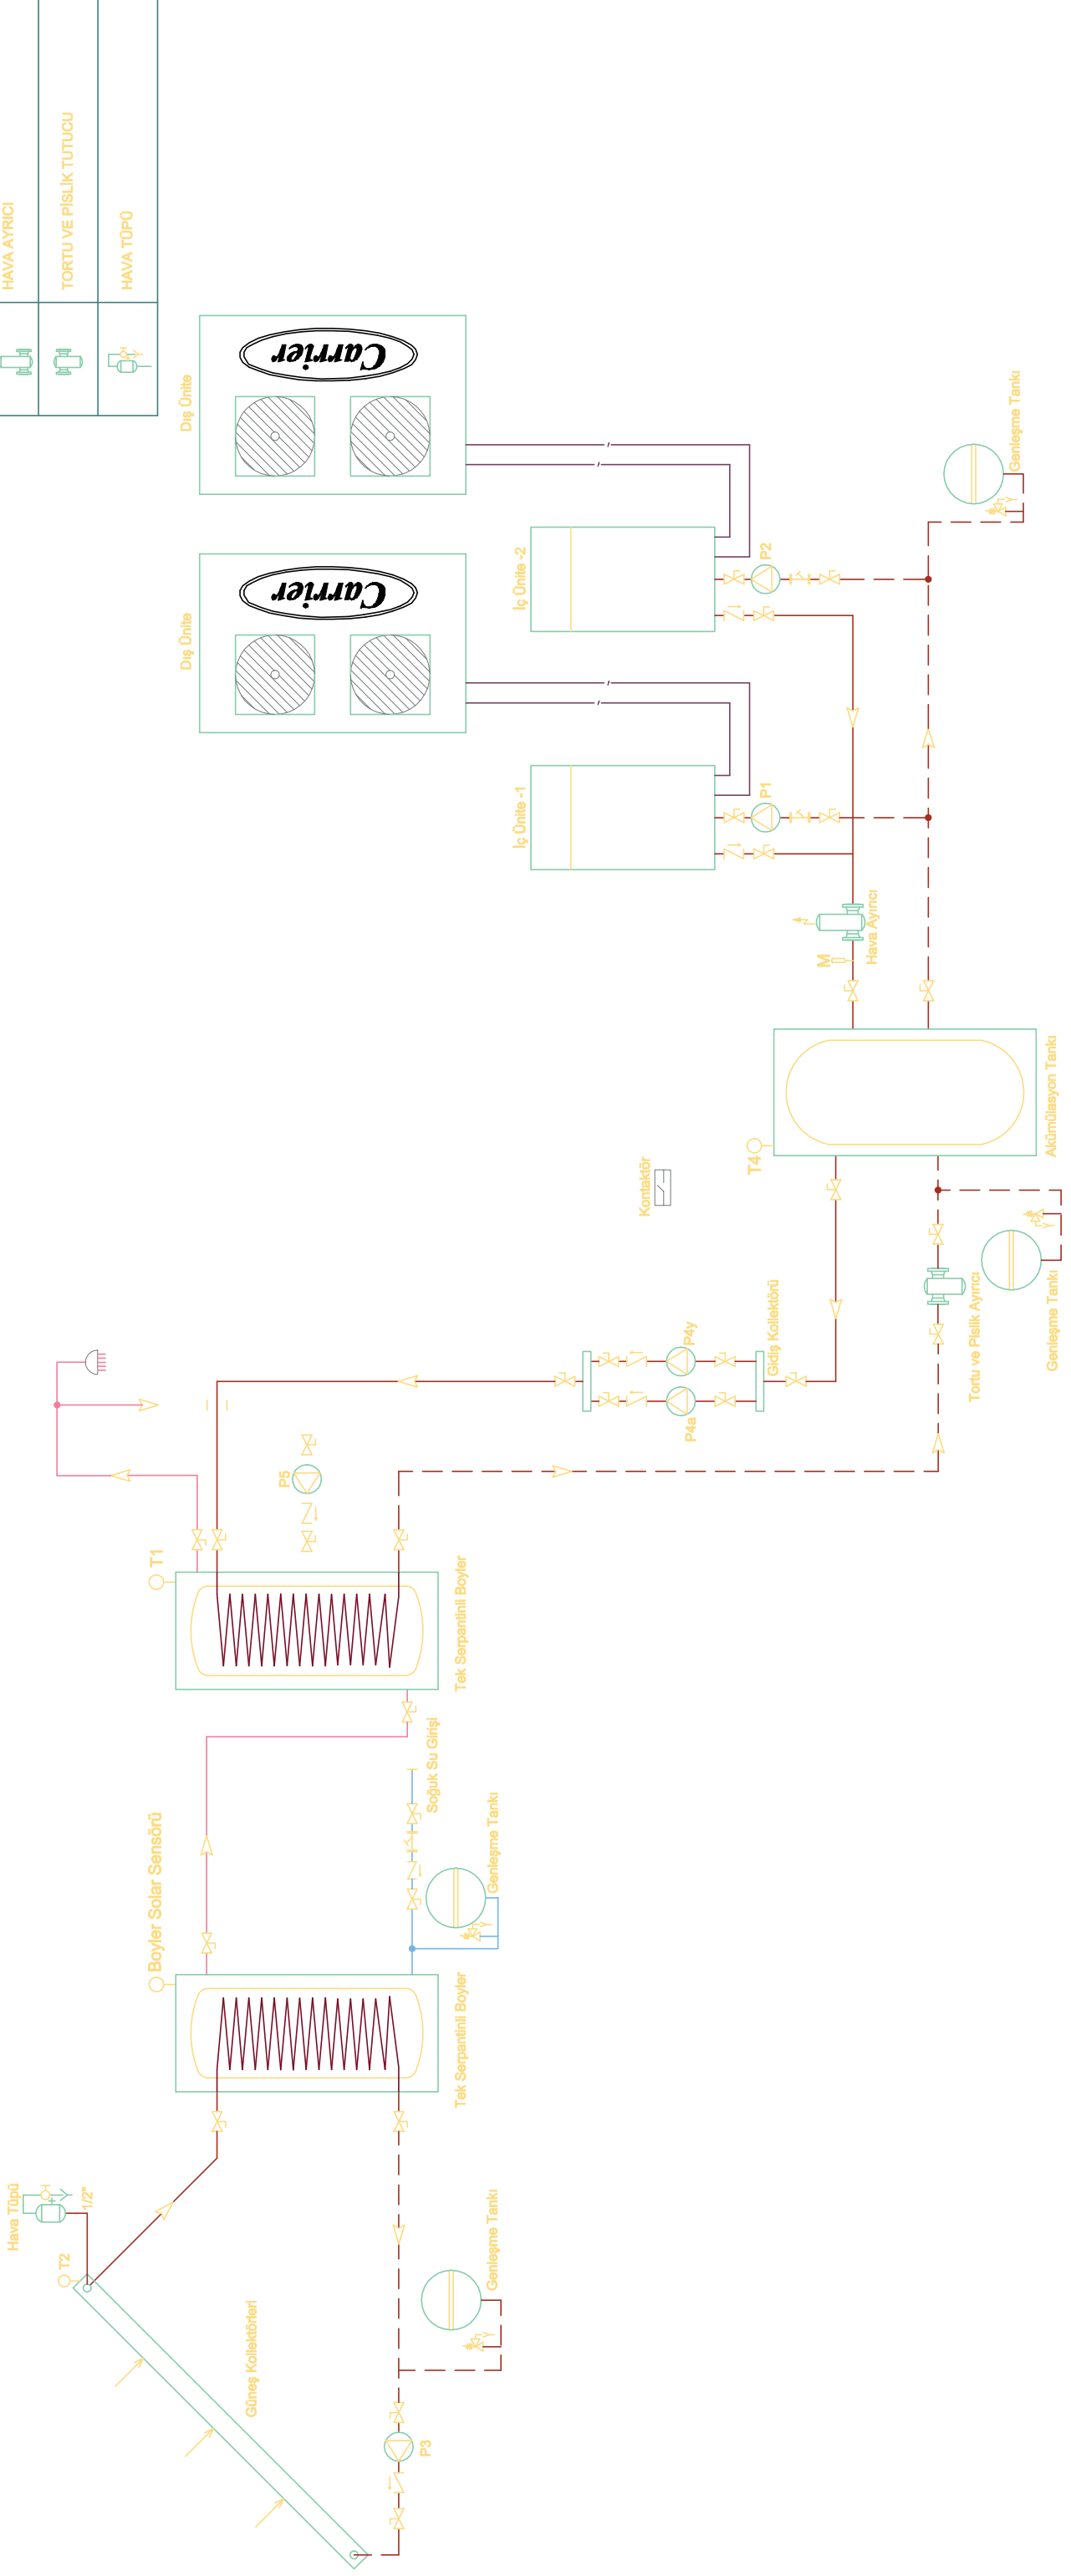 HAVA AYRICI
TORTU VE PİSLİK TUTUCU
HAVA TÜPÜ
Dış Ünite
Carrier
Dış Ünite
Carrier
İç Ünite -2
P2
Genleşme Tankı
İç Ünite -1
P1
Hava Ayırıcı
M
Akümülasyon Tankı
T4
Kontaktör
Genleşme Tankı
Tortu ve Pislik Ayırıcı
Gidiş Kollektörü
P4y
P4a
P5
T1
Tek Serpantinli Boyler
Soğuk Su Girişi
Genleşme Tankı
Boyler Solar Sensörü
Tek Serpantinli Boyler
Hava Tüpü
1/2"
T2
Güneş Kollektörleri
Genleşme Tankı
P3